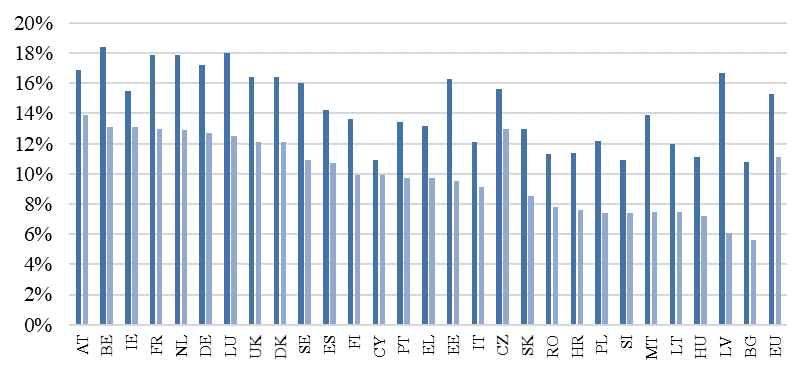 20%
18%
16%
14%
12%
10%
8%
6%
4%
2%
0%
AT
BE
IE
FR
NL
DE
LU
UK
DK
SE
ES
FI
CY
PT
EL
EE
IT
CZ
SK
RO
HR
PL
SI
MT
LT
HU
LV
BG
EU